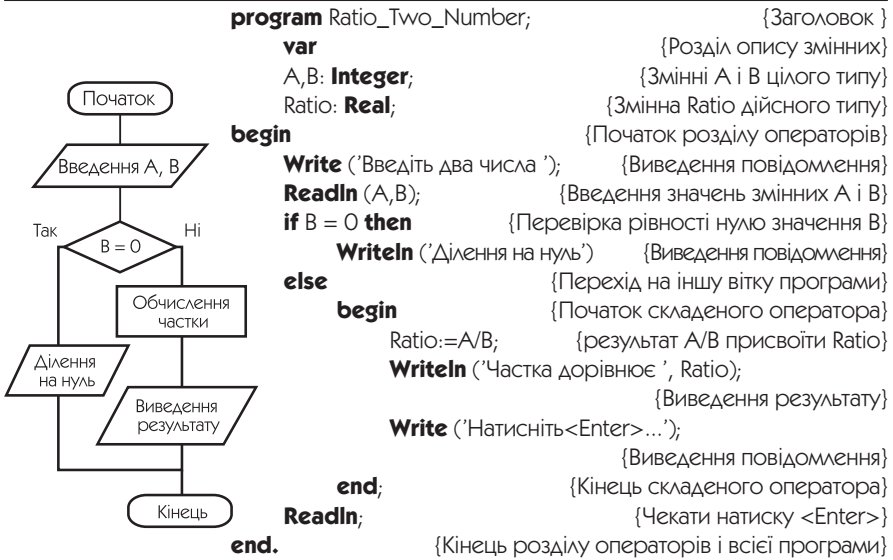 program Ratio_Two_Number; {Заголовок }
var {Розділ опису змінних}
A,B: Integer; {Змінні A і B цілого типу}
Ratio: Real; {Змінна Ratio дійсного типу}
begin {Початок розділу операторів}
Write ('Введіть два числа '); {Виведення повідомлення}
Readln (A,B); {Введення значень змінних A і B}
if B = 0 then {Перевірка рівності нулю значення B}
Writeln ('Ділення на нуль') {Виведення повідомлення}
else {Перехід на іншу вітку програми}
begin {Початок складеного оператора}
Ratio:=A/B; {результат A/B присвоїти Ratio}
Writeln ('Частка дорівнює ', Ratio);
{Виведення результату}
Write ('Натисніть<Enter>...');
{Виведення повідомлення}
end; {Кінець складеного оператора}
Readln; {Чекати натиску <Enter>}
end. {Кінець розділу операторів і всієї програми}
Початок
Введення A, B
Так
Ні
B = 0
Обчислення
частки
Ділення
на нуль
Виведення
результату
Кінець